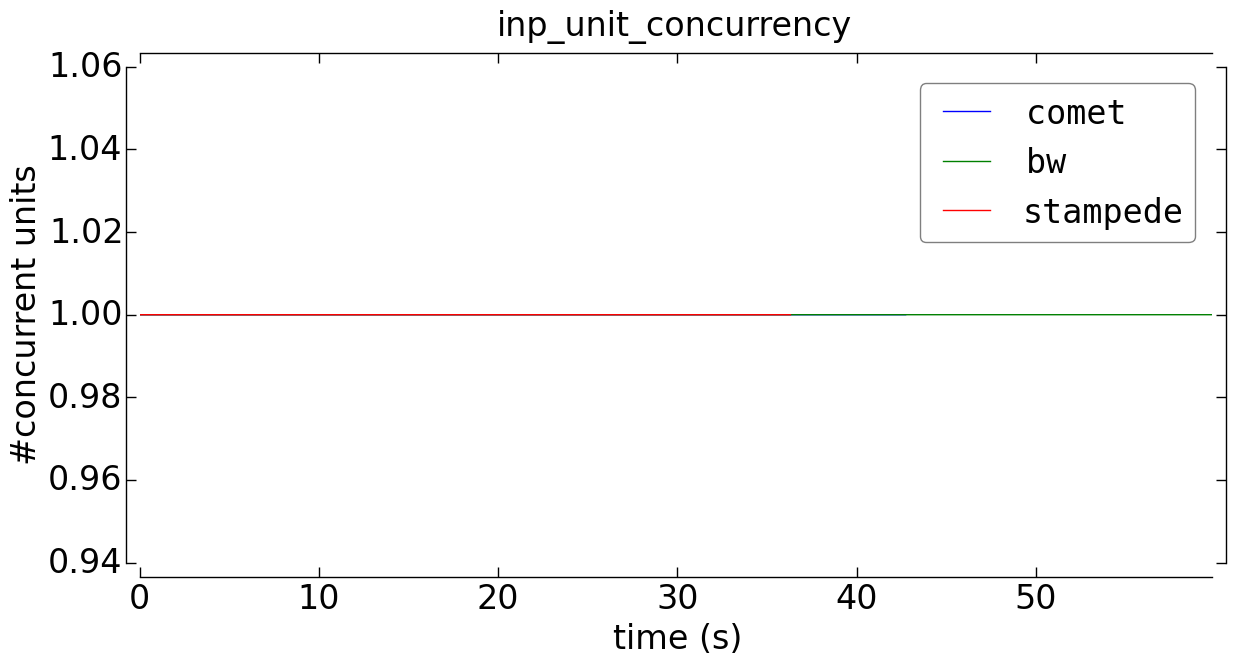 inp_unit_concurrency
1.06
1.04
1.02
1.00
0.98
0.96
0.94
#concurrent units
comet
bw
stampede
0 10 20 30 40 50
time (s)